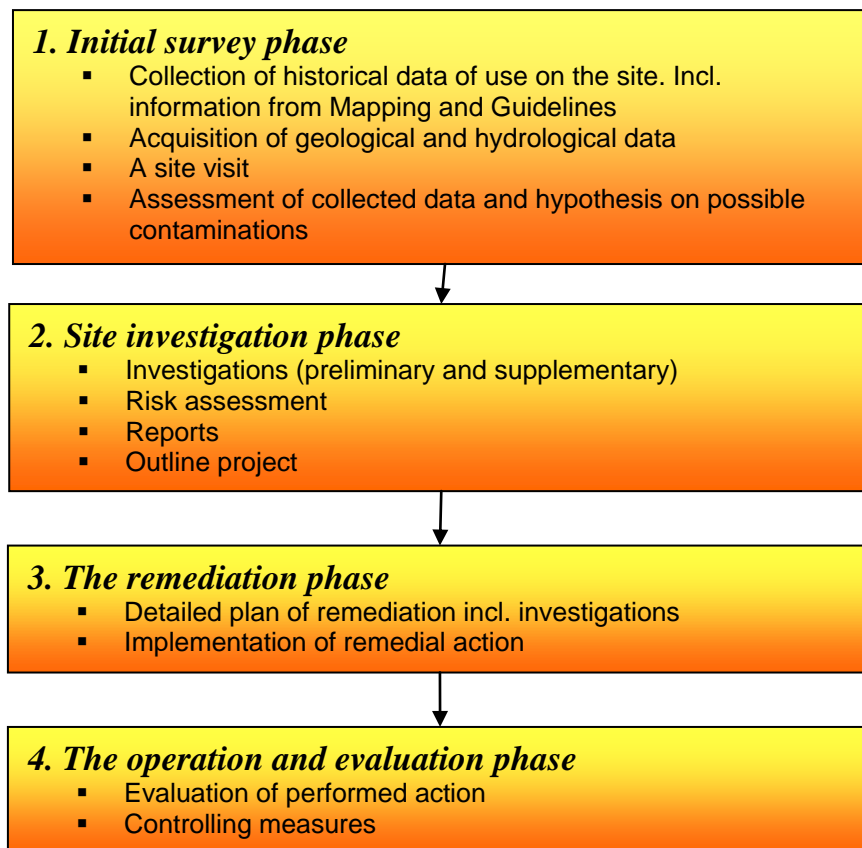 1. Initial survey phase
▪ Collection of historical data of use on the site. Incl.
information from Mapping and Guidelines
▪ Acquisition of geological and hydrological data
▪ A site visit
▪ Assessment of collected data and hypothesis on possible
contaminations
2. Site investigation phase
▪ Investigations (preliminary and supplementary)
▪ Risk assessment
▪ Reports
▪ Outline project
3. The remediation phase
▪ Detailed plan of remediation incl. investigations
▪ Implementation of remedial action
4. The operation and evaluation phase
▪ Evaluation of performed action
▪ Controlling measures